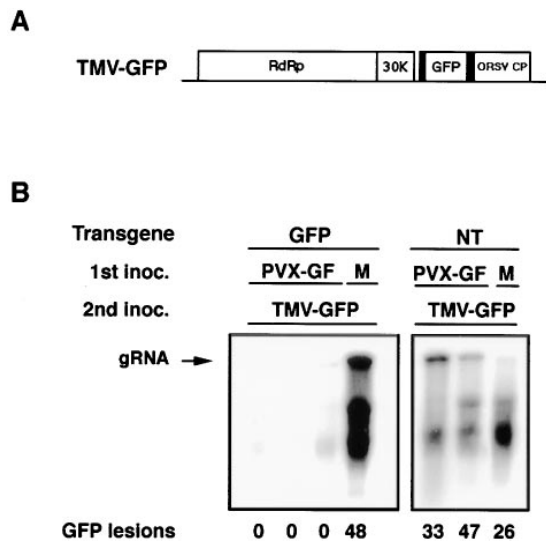 A
TMV-GFP RdRp 30K GFP ORSV CP
B
Transgene GFP NT
1st inoc. PVX-GF M PVX-GF M
2nd inoc. TMV-GFP TMV-GFP
gRNA
GFP lesions 0 0 0 48 33 47 26